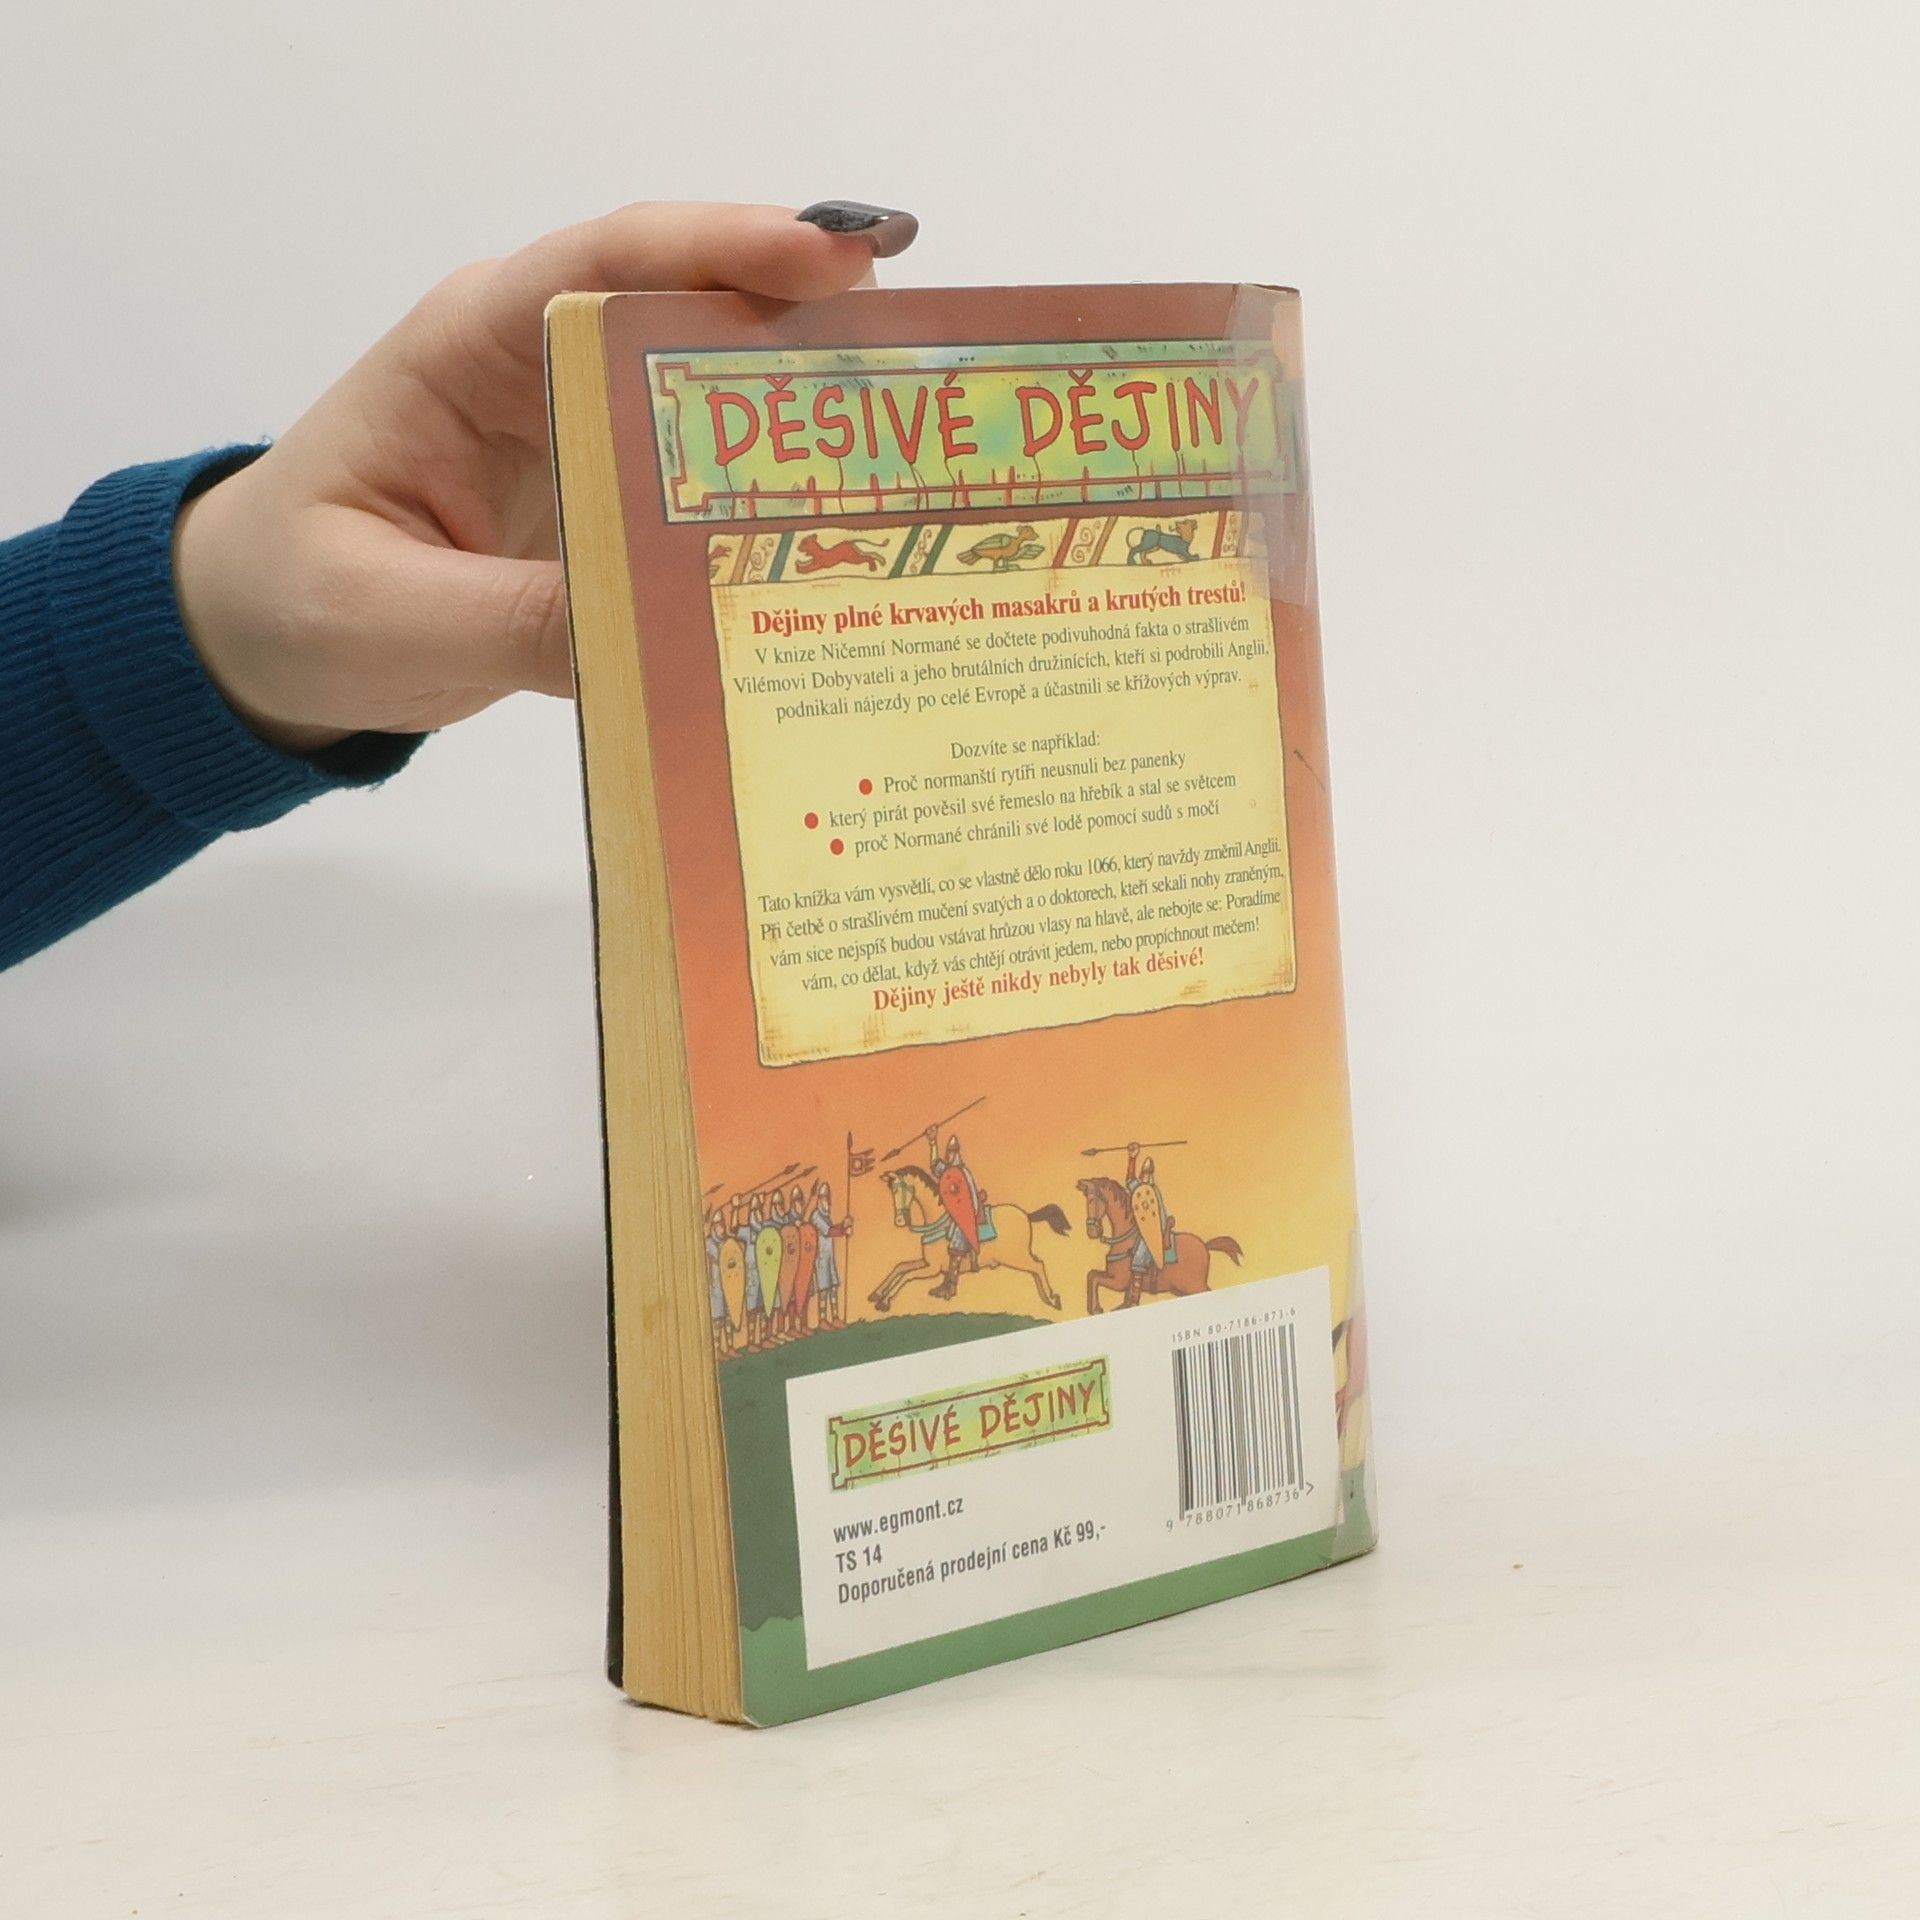 DĚSIVÉ DĚJINY
Dějiny plné krvavých masakrů a krutých trestů!
V knize Ničemní Normané se dočtete podivuhodná fakta o strašlivém
Vilémovi Dobyvateli a jeho brutálních družinících, kteří si podrobili Anglii,
podnikali nájezdy po celé Evropě a účastnili se křížových výprav.
Dozvíte se například:
● Proč normanští rytíři neusnuli bez panenky
● který pirát pověsil své řemeslo na hřebík a stal se světcem
● proč Normané chránili své lodě pomocí sudů s močí
Tato knížka vám vysvětlí, co se vlastně dělo roku 1066, který navždy změnil Anglii.
Při četbě o strašlivém mučení svatých a o doktorech, kteří sekali nohy zraněným,
vám sice nejspíš budou vstávat hrůzou vlasy na hlavě, ale nebojte se: Poradíme
vám, co dělat, když vás chtějí otrávit jedem, nebo propíchnout mečem!
Dějiny ještě nikdy nebyly tak děsivé!
ISBN 80-7186-873-6
DĚSIVÉ DĚJINY
9 788071 868736 >
www.egmont.cz
TS 14
Doporučená prodejní cena Kč 99,-